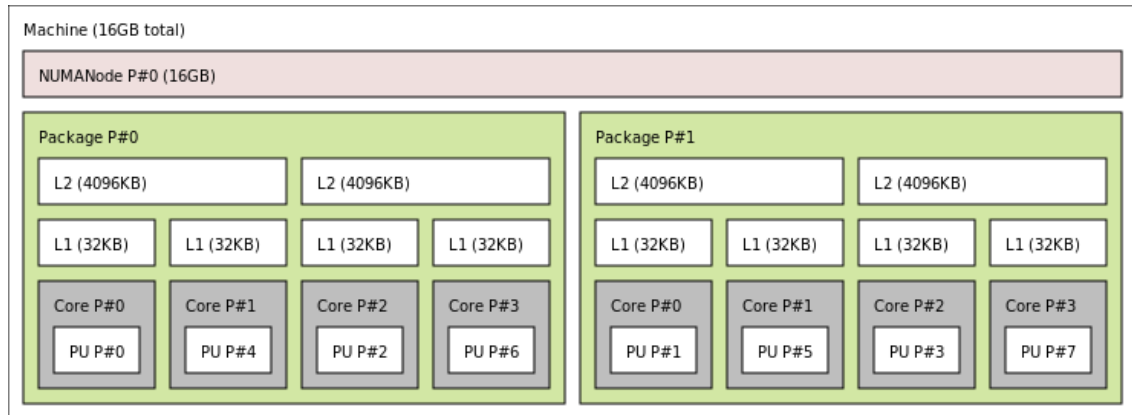 Machine (16GB total)
NUMANode P#0 (16GB)
Package P#0
L2 (4096KB) L2 (4096KB)
L1 (32KB) L1 (32KB) L1 (32KB) L1 (32KB)
Core P#0 Core P#1 Core P#2 Core P#3
PU P#0 PU P#4 PU P#2 PU P#6
Package P#1
L2 (4096KB) L2 (4096KB)
L1 (32KB) L1 (32KB) L1 (32KB) L1 (32KB)
Core P#0 Core P#1 Core P#2 Core P#3
PU P#1 PU P#5 PU P#3 PU P#7